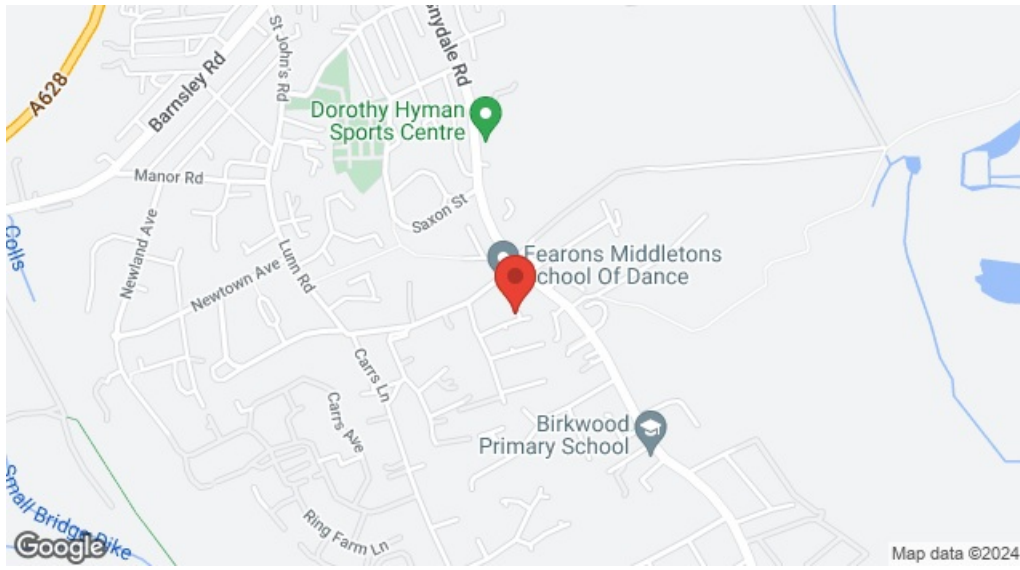 A628
Barnsley Rd
St John's Rd
nydale Rd
Dorothy Hyman
Sports Centre
Manor Rd
Saxon St
Colls
Newland Ave
Newtown Ave
Lunn Rd
Fearons Middletons
School Of Dance
Carrs Ln
Carrs Ave
Birkwood
Primary School
Small Bridge Dike
Ring Farm Ln
Google
Map data ©2024